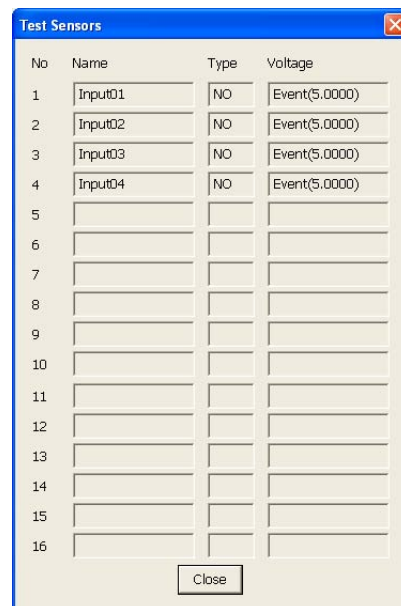 Test Sensors
No Name Type Voltage
1 Input01 NO Event(5.0000)
2 Input02 NO Event(5.0000)
3 Input03 NO Event(5.0000)
4 Input04 NO Event(5.0000)
5
6
7
8
9
10
11
12
13
14
15
16
Close